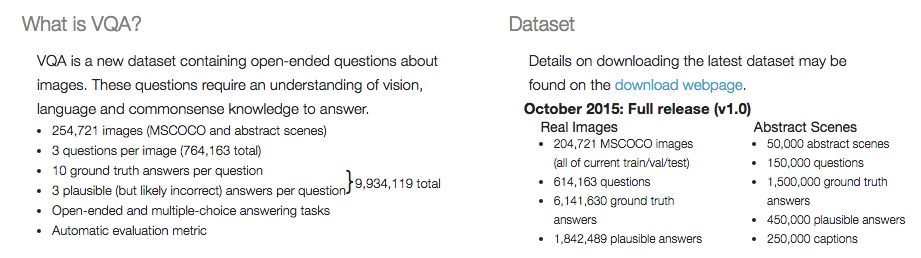 What is VQA?
VQA is a new dataset containing open-ended questions about
images. These questions require an understanding of vision,
language and commonsense knowledge to answer.
• 254,721 images (MSCOCO and abstract scenes)
• 3 questions per image (764,163 total)
• 10 ground truth answers per question
• 3 plausible (but likely incorrect) answers per question
}9,934,119 total
• Open-ended and multiple-choice answering tasks
• Automatic evaluation metric
Dataset
Details on downloading the latest dataset may be
found on the download webpage.
October 2015: Full release (v1.0)
Real Images
• 204,721 MSCOCO images
(all of current train/val/test)
• 614,163 questions
• 6,141,630 ground truth
answers
• 1,842,489 plausible answers
Abstract Scenes
• 50,000 abstract scenes
• 150,000 questions
• 1,500,000 ground truth
answers
• 450,000 plausible answers
• 250,000 captions